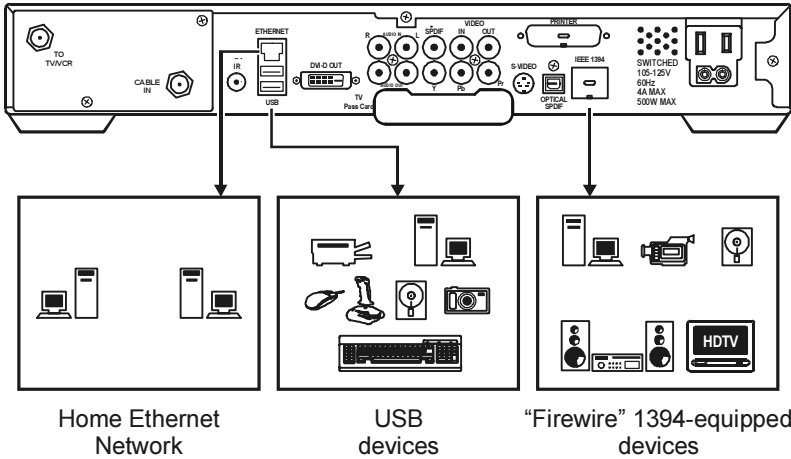 TO
TV/VCR
CABLE
IN
ETHERNET
IR
USB
DVI-D OUT
R AUDIO IN L
AUDIO OUT
TV
Pass Card
SPDIF
VIDEO
IN OUT
Y Pb Pr
PRINTER
S-VIDEO
OPTICAL
SPDIF
IEEE 1394
SWITCHED
105-125V
60Hz
4A MAX
500W MAX
HDTV
Home Ethernet
Network
USB
devices
“Firewire” 1394-equipped
devices